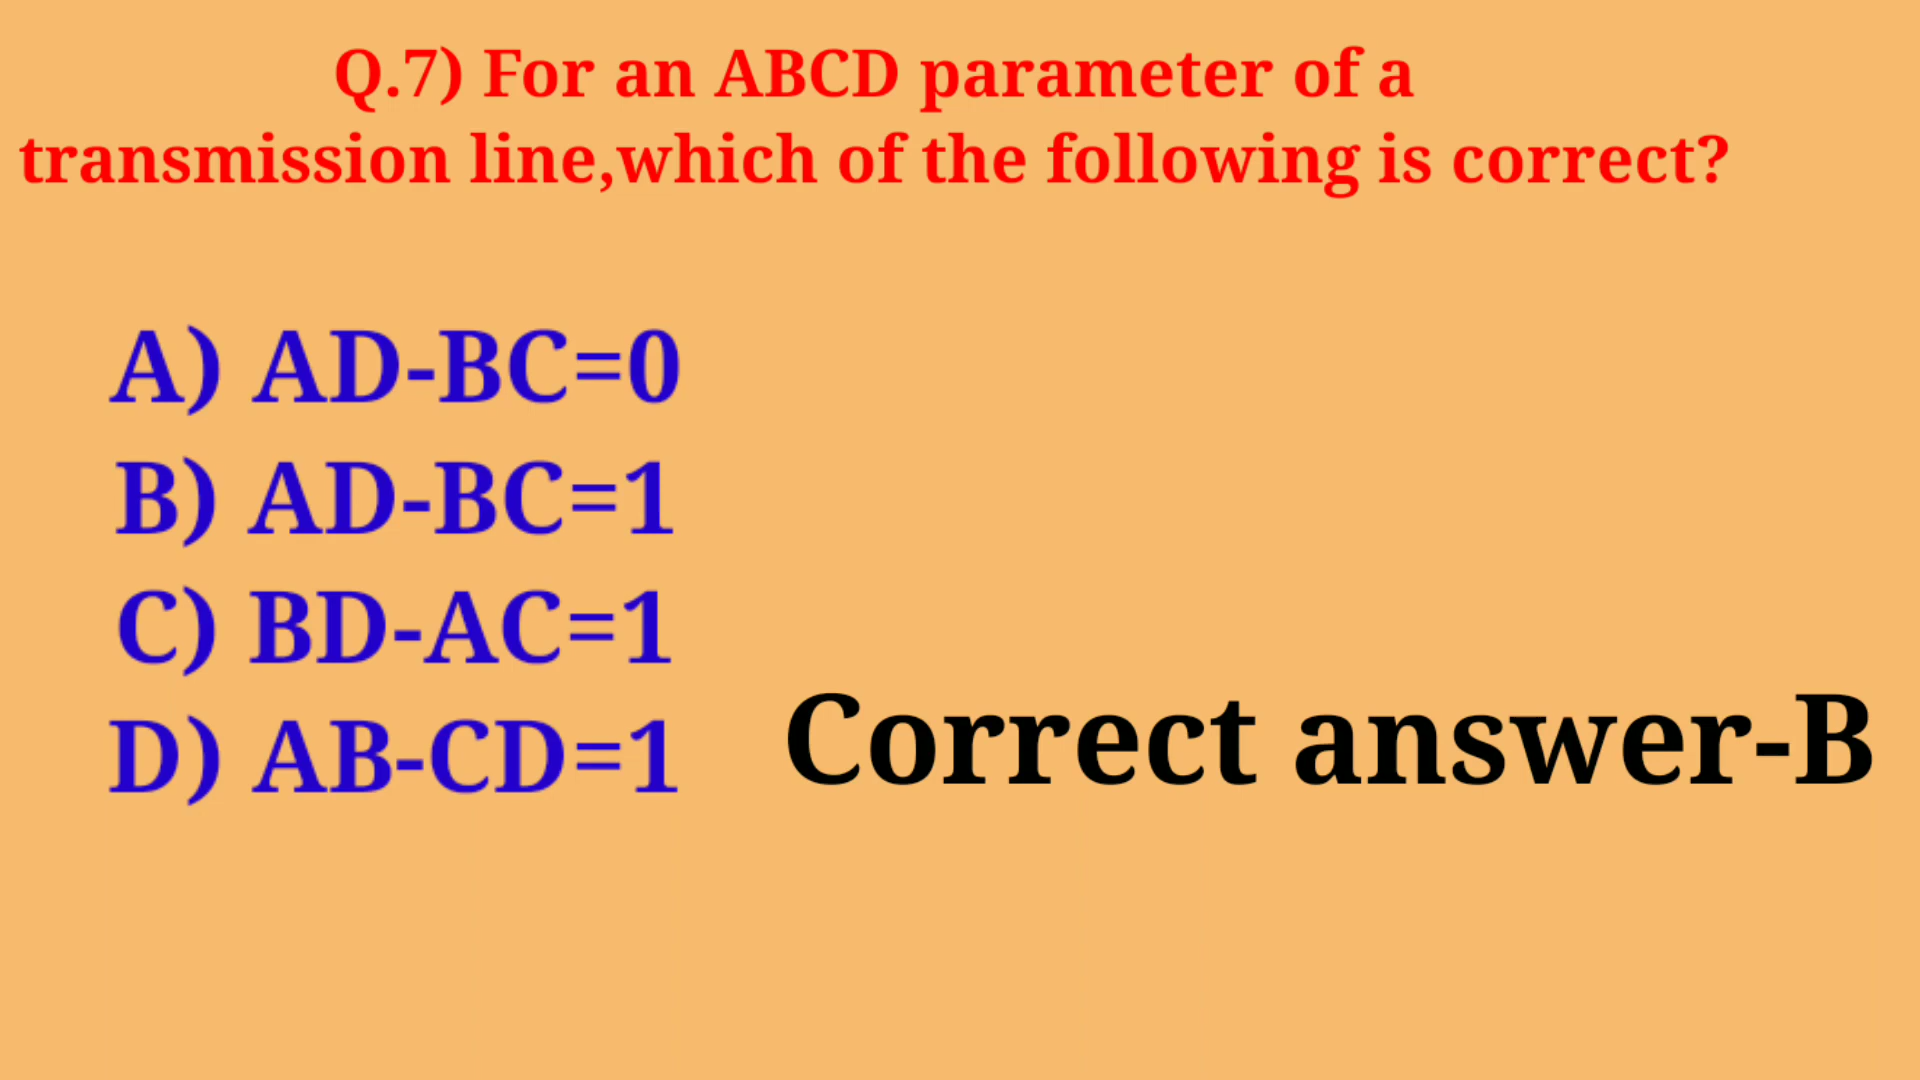 Q.7) For an ABCD parameter of a
transmission line,which of the following is correct?
A) AD-BC=0
B) AD-BC=1
C) BD-AC=1
D) AB-CD=1
Correct answer-B